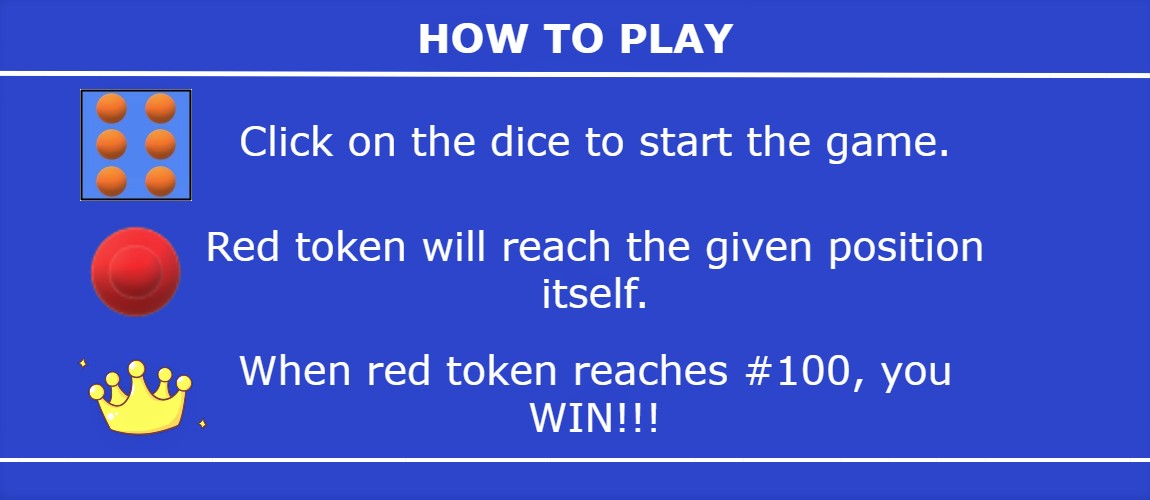 HOW TO PLAY
Click on the dice to start the game.
Red token will reach the given position
itself.
When red token reaches #100, you
WIN!!!